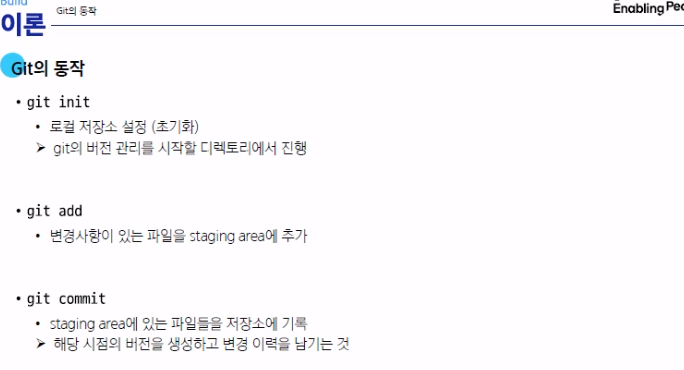 Build
Git의 동작
Enabling
이론
Git의 동작
• git init
• 로컬 저장소 설정 (초기화)
➢ git의 버전 관리를 시작할 디렉토리에서 진행
• git add
• 변경사항이 있는 파일을 staging area에 추가
• git commit
• staging area에 있는 파일들을 저장소에 기록
➢ 해당 시점의 버전을 생성하고 변경 이력을 남기는 것